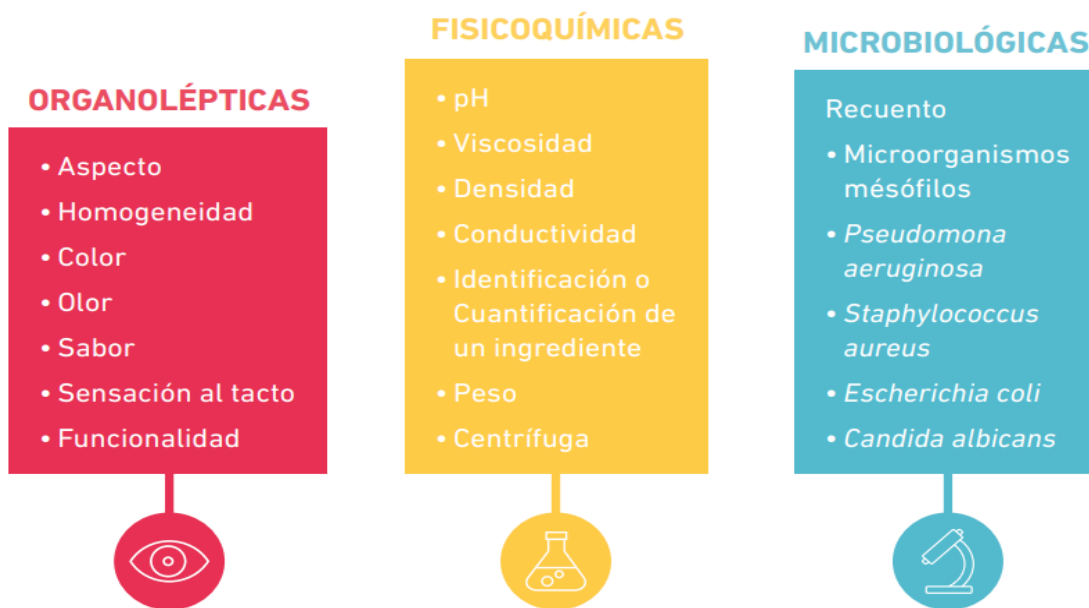 ORGANOLÉPTICAS
• Aspecto
• Homogeneidad
• Color
• Olor
• Sabor
• Sensación al tacto
• Funcionalidad
FISICOQUÍMICAS
• pH
• Viscosidad
• Densidad
• Conductividad
• Identificación o
Cuantificación de
un ingrediente
• Peso
• Centrífuga
MICROBIOLÓGICAS
Recuento
• Microorganismos
mésófilos
• Pseudomona
aeruginosa
• Staphylococcus
aureus
• Escherichia coli
• Candida albicans